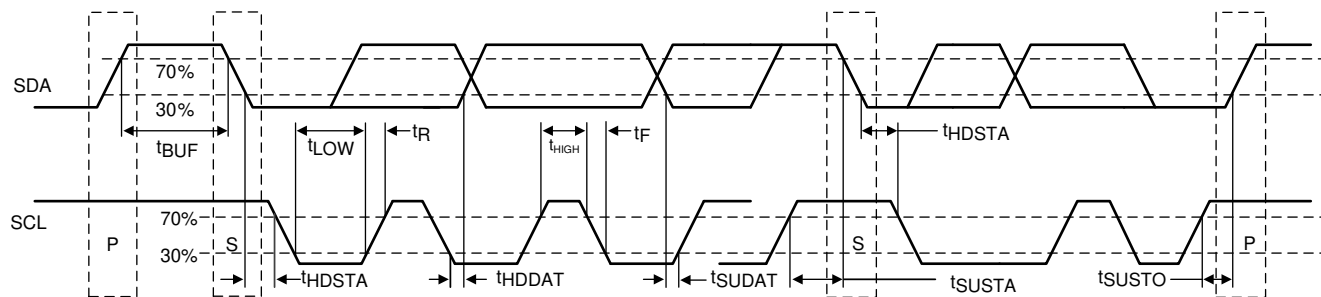 70%
SDA
30%
tBUF
tLOW
tR
tHIGH
tF
tHDSTA
SCL
70%
P
S
30%
S
P
tHDSTA
tHDDAT
tSUDAT
tSUSTA
tSUSTO